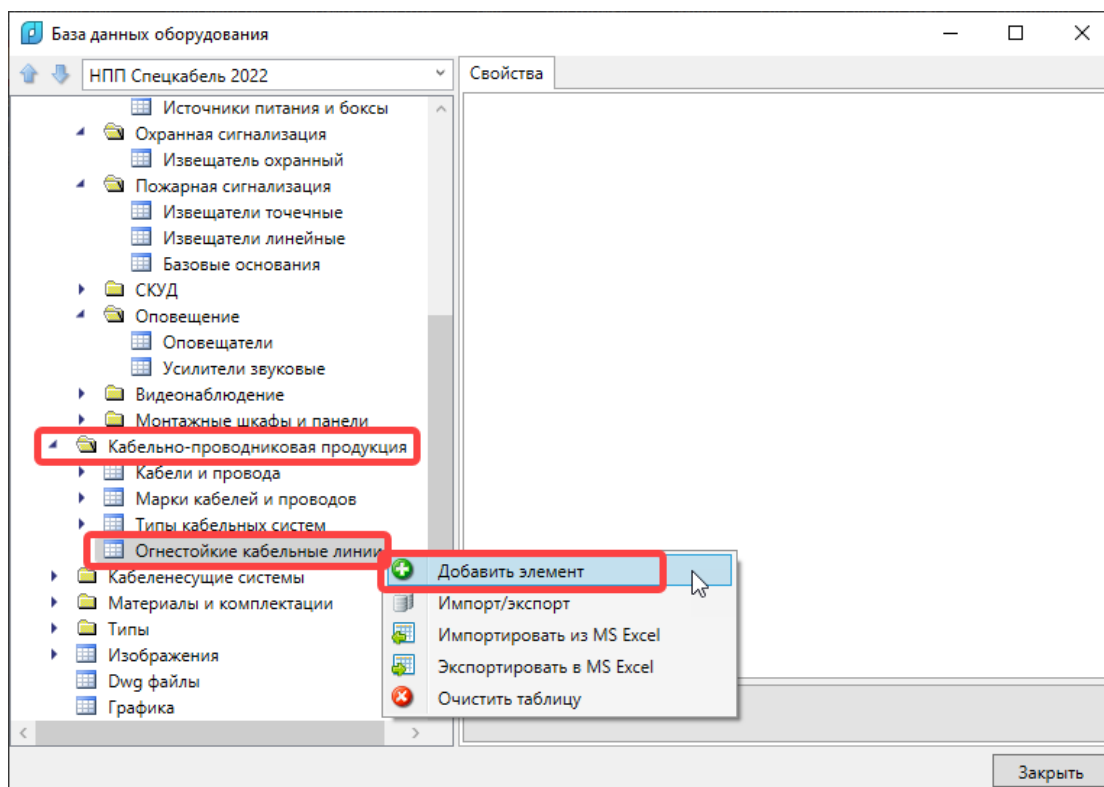 База данных оборудования
НПП Спецкабель 2022
Свойства
Источники питания и боксы
Охранная сигнализация
Извещатель охранный
Пожарная сигнализация
Извещатели точечные
Извещатели линейные
Базовые основания
СКУД
Оповещение
Оповещатели
Усилители звуковые
Видеонаблюдение
Монтажные шкафы и панели
Кабельно-проводниковая продукция
Кабели и провода
Марки кабелей и проводов
Типы кабельных систем
Огнестойкие кабельные линии
Кабеленесущие системы
Материалы и комплектации
Типы
Изображения
Dwg файлы
Графика
Добавить элемент
Импорт/экспорт
Импортировать из MS Excel
Экспортировать в MS Excel
Очистить таблицу
Закрыть